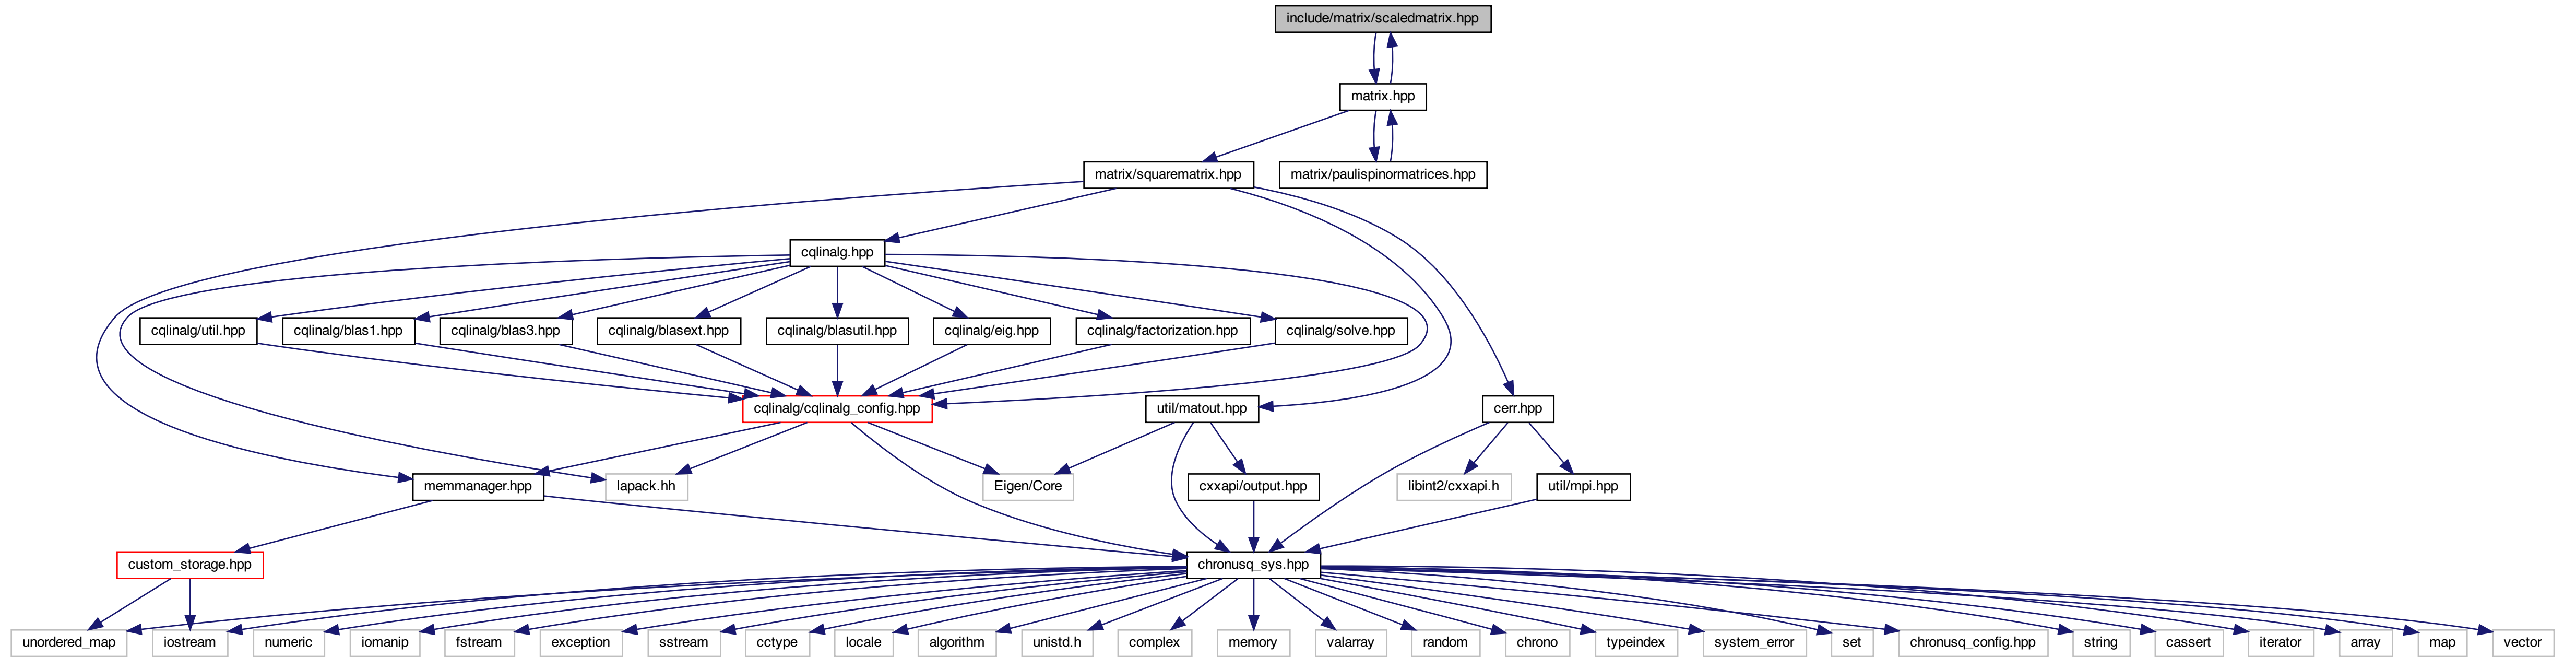 include/matrix/scaledmatrix.hpp
matrix.hpp
matrix/squarematrix.hpp
matrix/paulispinormatrices.hpp
cqlinalg.hpp
cqlinalg/util.hpp
cqlinalg/blas1.hpp
cqlinalg/blas3.hpp
cqlinalg/blasext.hpp
cqlinalg/blasutil.hpp
cqlinalg/eig.hpp
cqlinalg/factorization.hpp
cqlinalg/solve.hpp
cqlinalg/cqlinalg_config.hpp
util/matout.hpp
cerr.hpp
memmanager.hpp
lapack.hh
Eigen/Core
cxxapi/output.hpp
libint2/cxxapi.h
util/mpi.hpp
custom_storage.hpp
chronusq_sys.hpp
unordered_map
iostream
numeric
iomanip
fstream
exception
sstream
cctype
locale
algorithm
unistd.h
complex
memory
valarray
random
chrono
typeindex
system_error
set
chronusq_config.hpp
string
cassert
iterator
array
map
vector